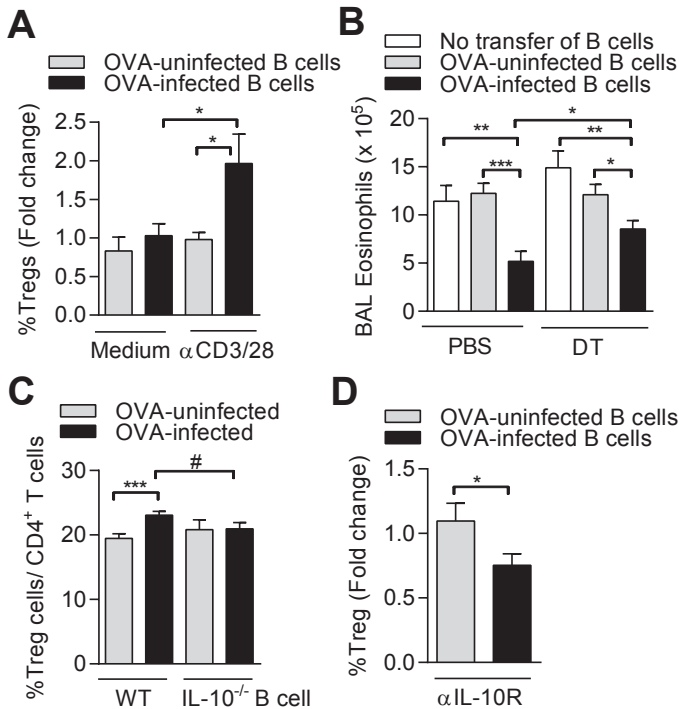 A
OVA-uninfected B cells
OVA-infected B cells
%Tregs (Fold change)
2.5
2.0
1.5
1.0
0.5
0.0
*
*
Medium αCD3/28
B
No transfer of B cells
OVA-uninfected B cells
OVA-infected B cells
BAL Eosinophils (x 10⁵)
20
15
10
5
0
*
** **
*** *
PBS DT
C
OVA-uninfected
OVA-infected
%Treg cells/ CD4⁺ T cells
30
20
10
0
#
***
WT IL-10⁻/⁻ B cell
D
OVA-uninfected B cells
OVA-infected B cells
%Treg (Fold change)
1.5
1.0
0.5
0.0
*
αIL-10R